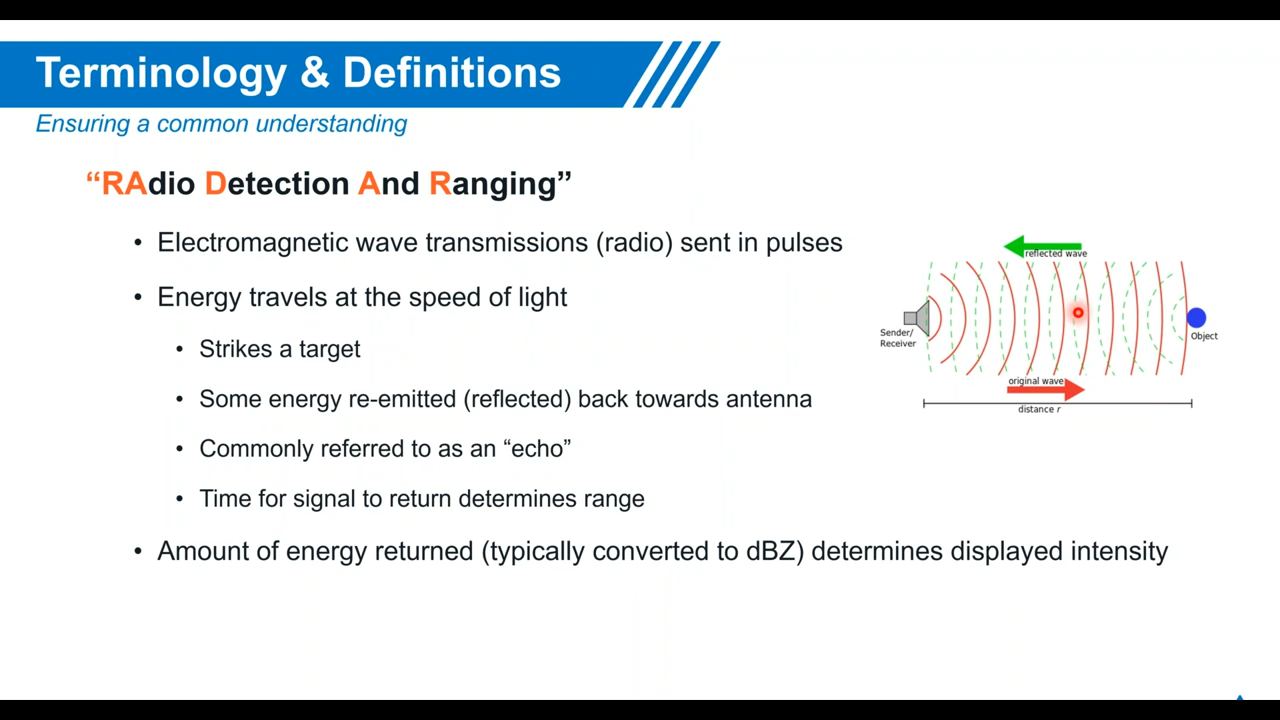 Terminology & Definitions
Ensuring a common understanding
“RAdio Detection And Ranging”
• Electromagnetic wave transmissions (radio) sent in pulses
• Energy travels at the speed of light
• Strikes a target
• Some energy re-emitted (reflected) back towards antenna
• Commonly referred to as an “echo”
• Time for signal to return determines range
• Amount of energy returned (typically converted to dBZ) determines displayed intensity
reflected wave
Sender/
Receiver
Object
original wave
distance r